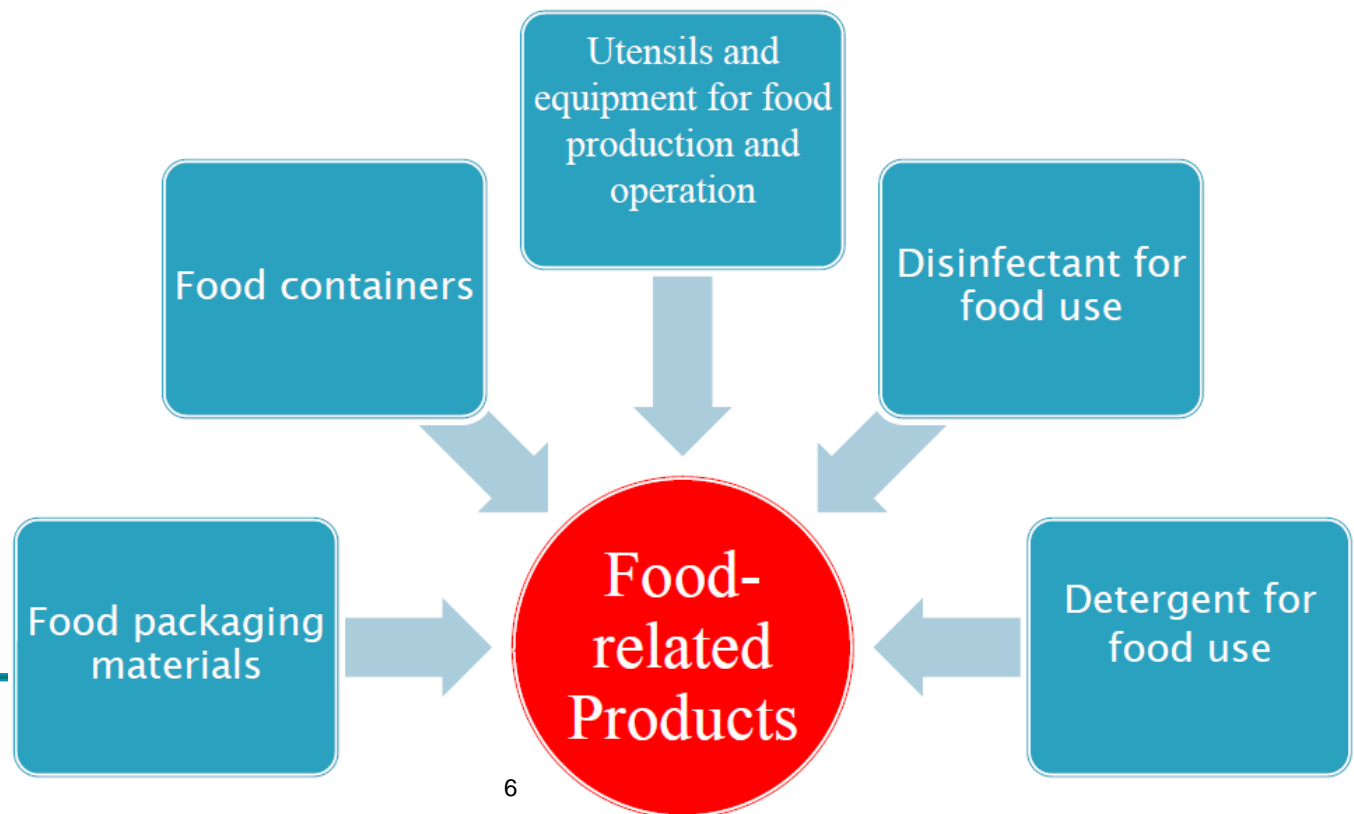 Utensils and
equipment for food
production and
operation
Food containers
Disinfectant for
food use
Food packaging
materials
Food-
related
Products
Detergent for
food use
6